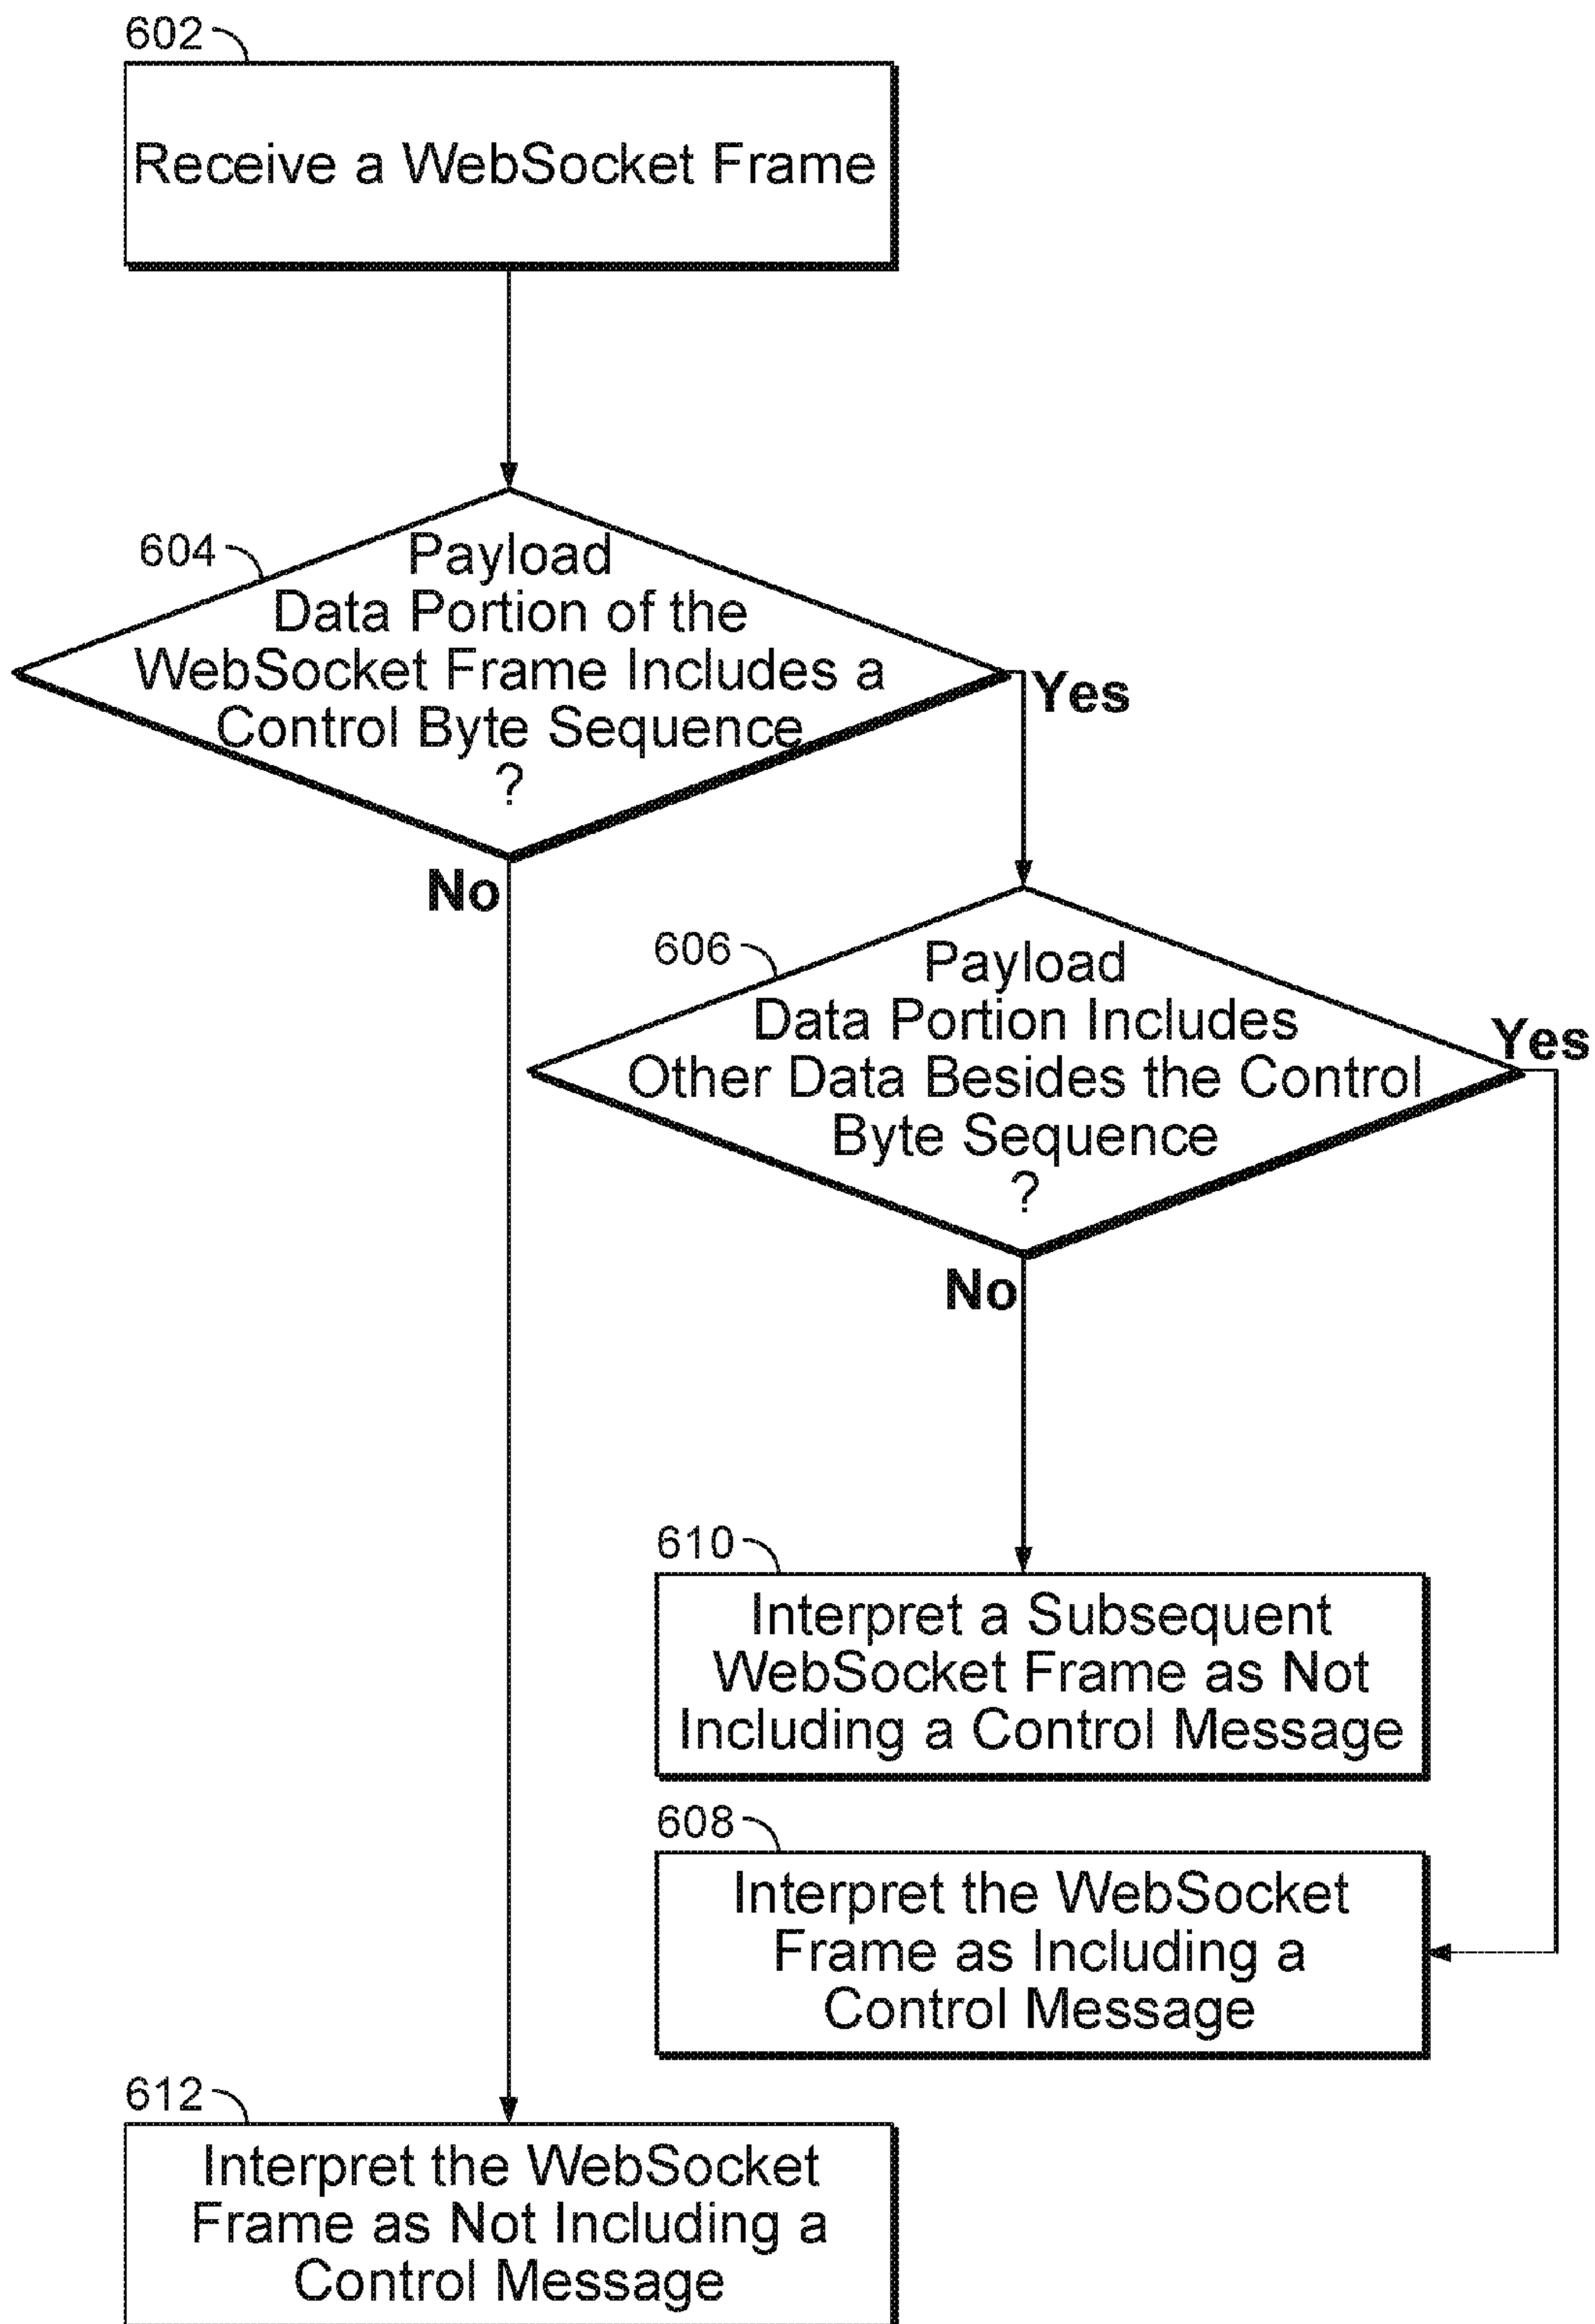 602
Receive a WebSocket Frame
604
Payload
Data Portion of the
WebSocket Frame Includes a
Control Byte Sequence
?
Yes
No
606
Payload
Data Portion Includes
Other Data Besides the Control
Byte Sequence
?
Yes
No
610
Interpret a Subsequent
WebSocket Frame as Not
Including a Control Message
608
Interpret the WebSocket
Frame as Including a
Control Message
612
Interpret the WebSocket
Frame as Not Including a
Control Message